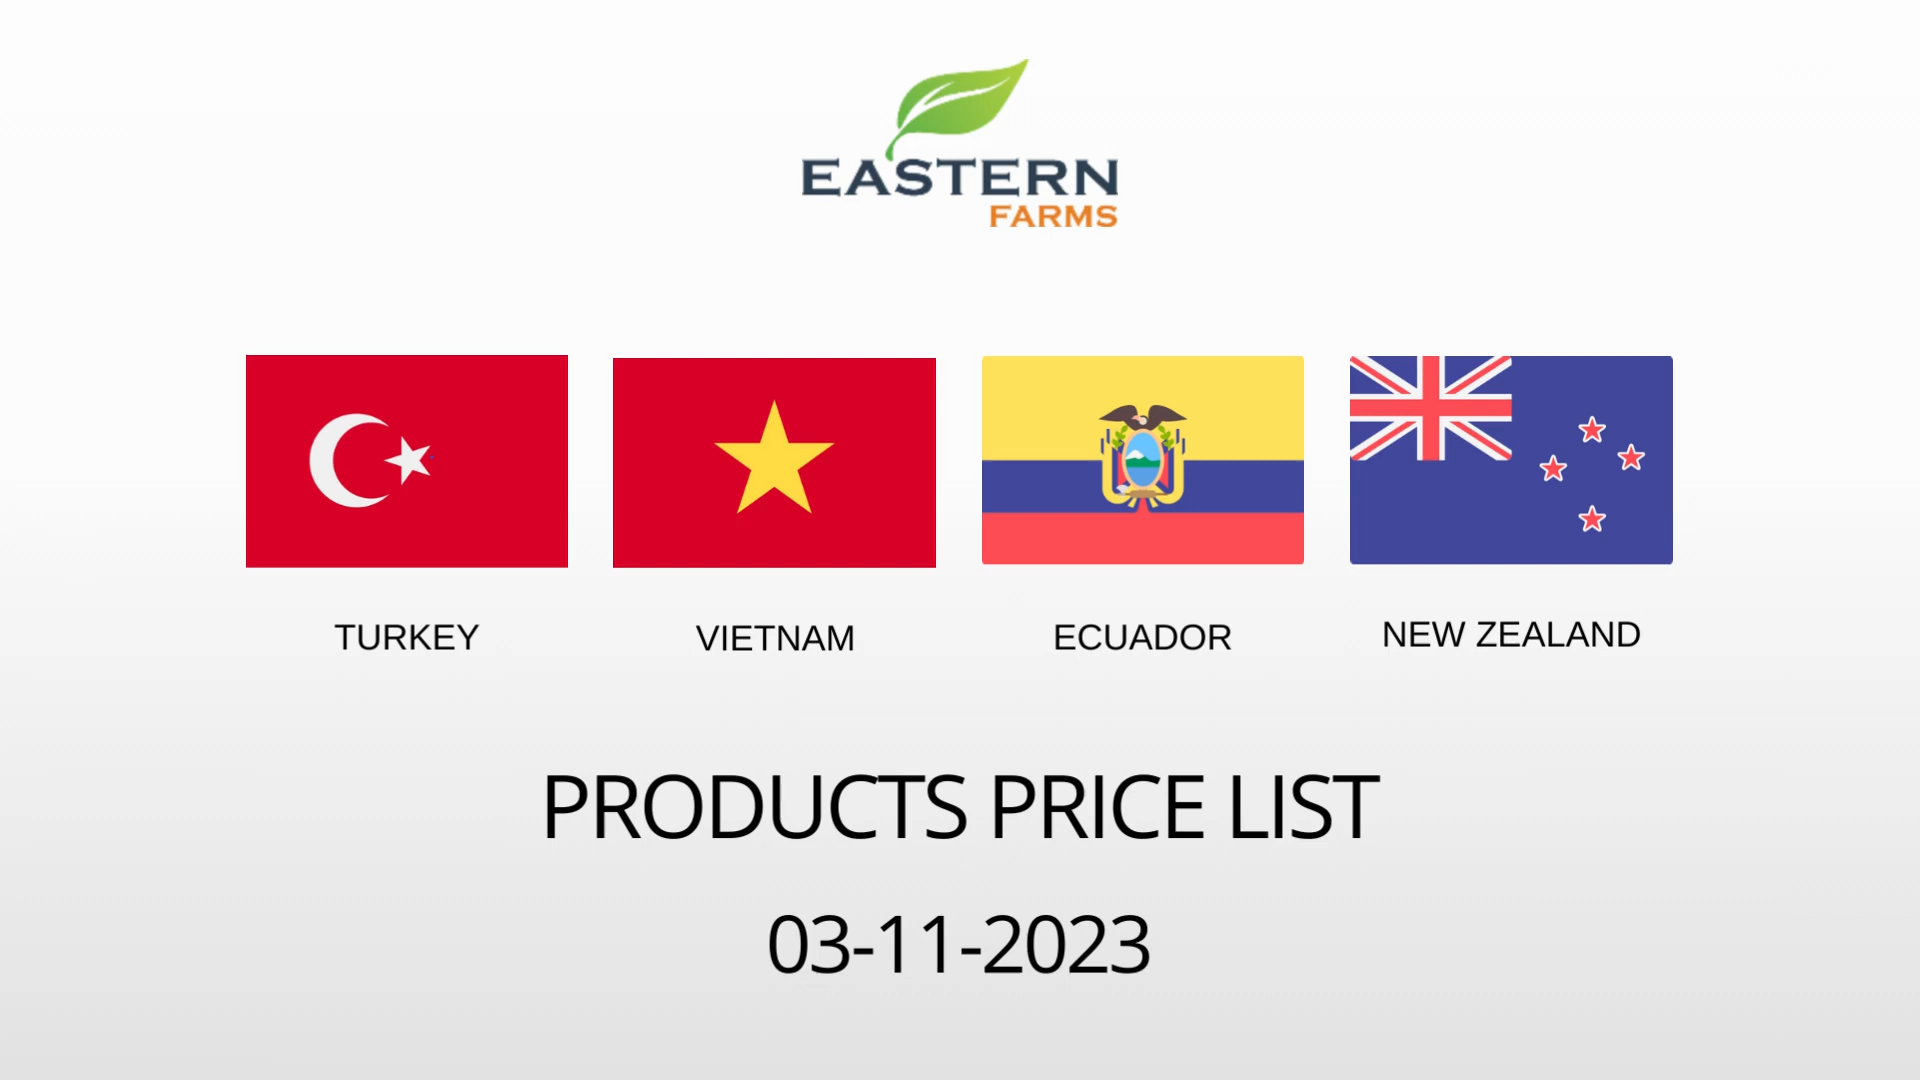 EASTERN
FARMS
TURKEY
VIETNAM
ECUADOR
NEW ZEALAND
PRODUCTS PRICE LIST
03-11-2023